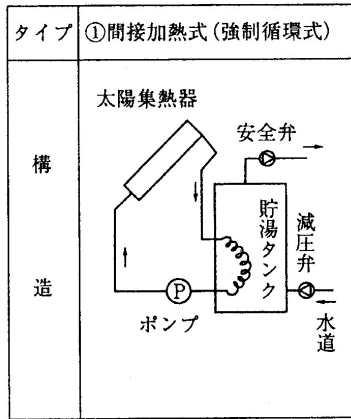 タイプ
①間接加熱式(強制循環式)
構造
太陽集熱器
安全弁
貯湯タンク
減圧弁
P
ポンプ
水道